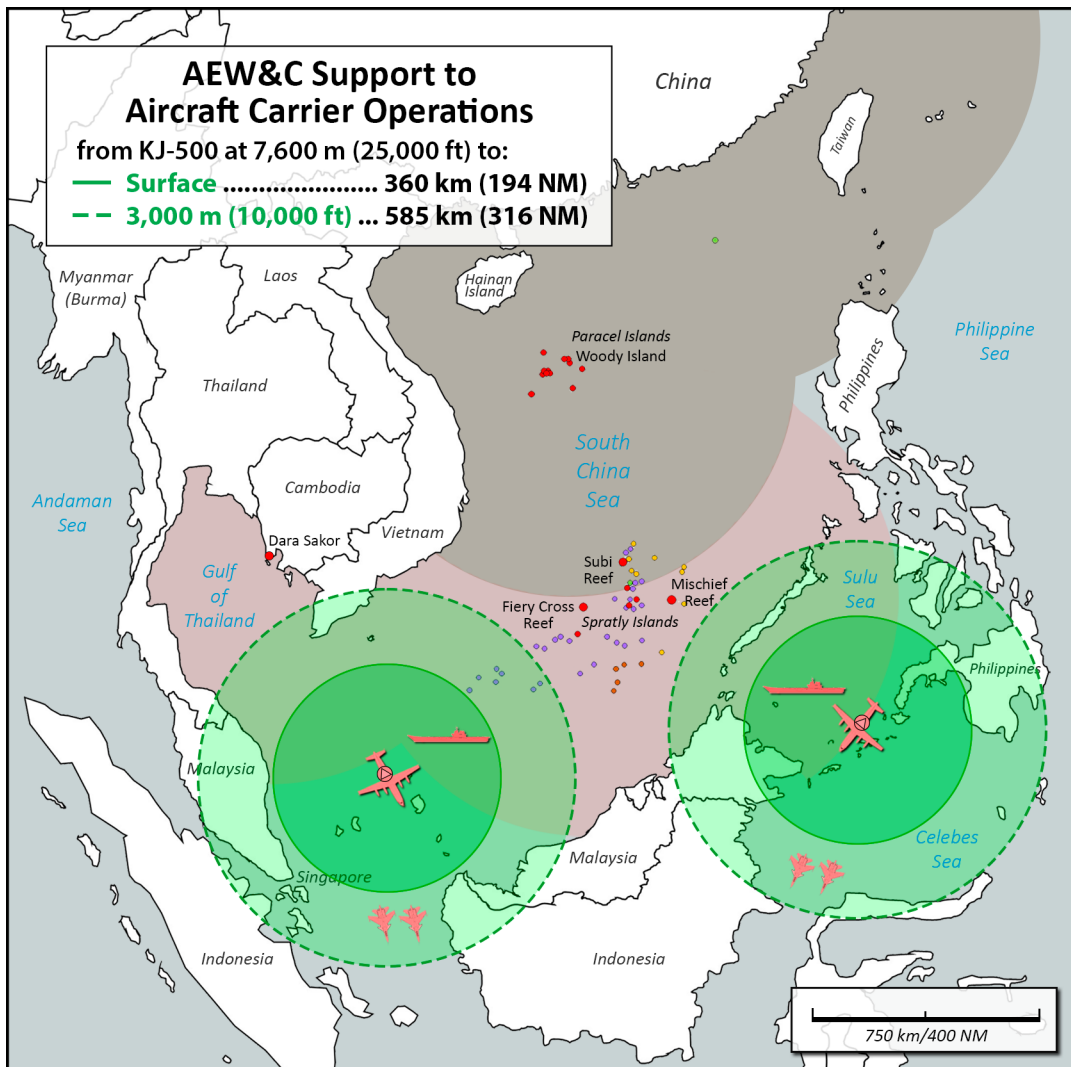 AEW&C Support to
Aircraft Carrier Operations
from KJ-500 at 7,600 m (25,000 ft) to:
Surface ...................... 360 km (194 NM)
3,000 m (10,000 ft) ... 585 km (316 NM)
China
Taiwan
Myanmar
(Burma)
Laos
Hainan
Island
Philippine
Sea
Paracel Islands
Woody Island
Thailand
Philippines
South
China
Sea
Cambodia
Andaman
Sea
Vietnam
Dara Sakor
Gulf
of
Thailand
Subi
Reef
Mischief
Reef
Sulu
Sea
Fiery Cross
Reef
Spratly Islands
Philippines
Malaysia
Celebes
Sea
Malaysia
Singapore
Indonesia
Indonesia
750 km/400 NM